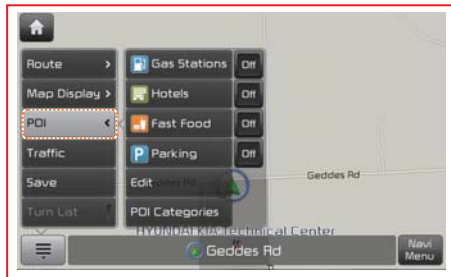 Route >
Gas Stations Off
Map Display >
Hotels Off
POI <
Fast Food Off
Traffic
P Parking Off
Save
Edit
Geddes Rd
Turn List
POI Categories
HYUNDAI KIA Technical Center
Geddes Rd
Navi Menu